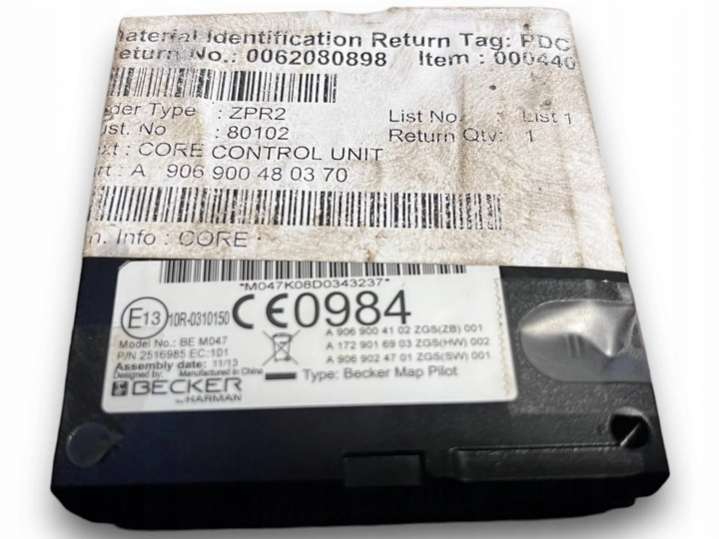 aterial Identification Return Tag: PDC
eturn No.: 0062080898 Item : 000440
der Type : ZPR2 List No. : List 1
st. No : 80102 Return Qty: 1
xt : CORE CONTROL UNIT
rt : A 906 900 48 03 70
n. Info : CORE
*M047K08D0343237*
E13 10R-0310150 CE0984
A 906 900 41 02 ZGS(ZB) 001
Model No.: BE M047 A 172 901 69 03 ZGS(HW) 002
P/N 2516985 EC:101 A 906 902 47 01 ZGS(SW) 001
Assembly date: 11/13
Designed by: Manufactured in China Type: Becker Map Pilot
BECKER
by HARMAN